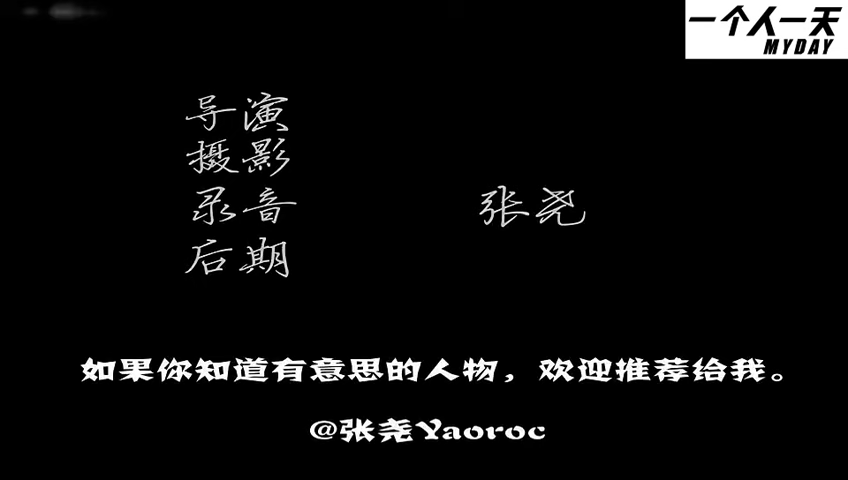 一个人一天
MYDAY
导演
摄影
录音 张尧
后期
如果你知道有意思的人物，欢迎推荐给我。
@张尧Yaoroc